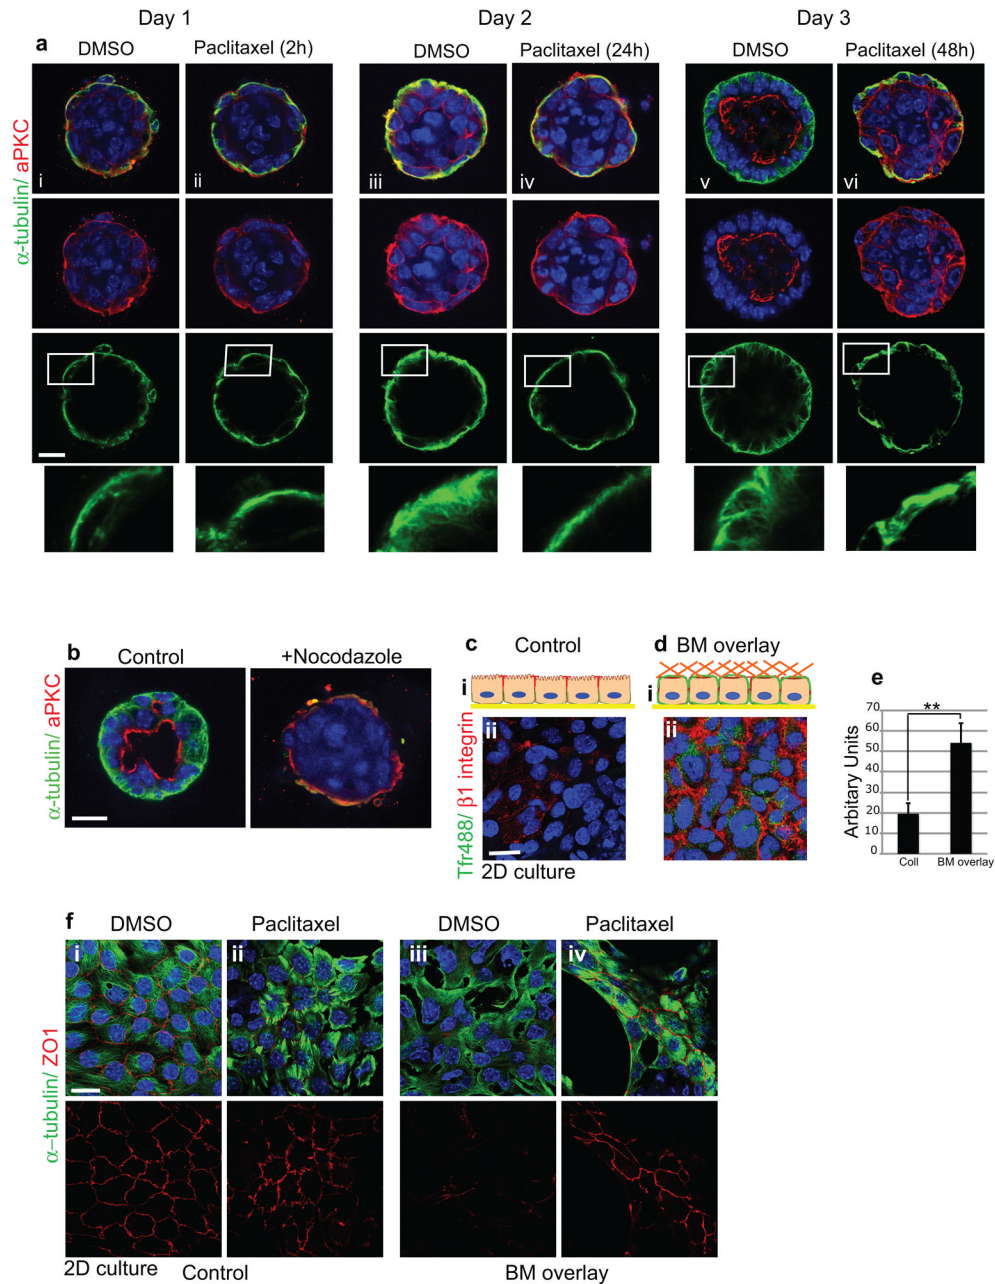 Day 1 Day 2 Day 3
a DMSO Paclitaxel (2h) DMSO Paclitaxel (24h) DMSO Paclitaxel (48h)
α-tubulin/ aPKC
i ii iii iv v vi
b Control +Nocodazole
α-tubulin/ aPKC
c Control
d BM overlay
i i
ii ii
Tfr488/ β1 integrin
2D culture
e
**
Arbitary Units
70
60
50
40
30
20
10
0
Coll BM overlay
f DMSO Paclitaxel DMSO Paclitaxel
i ii iii iv
α–tubulin/ ZO1
2D culture
Control BM overlay